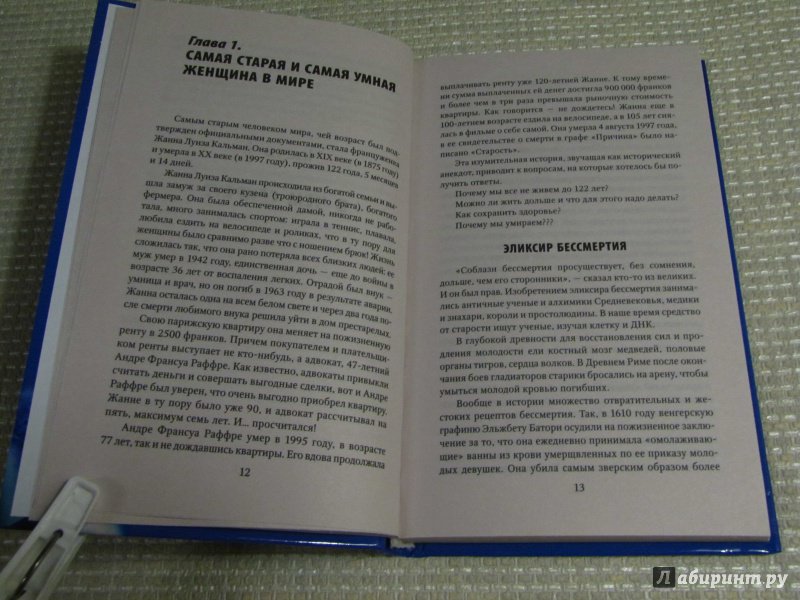 Глава 1.
САМАЯ СТАРАЯ И САМАЯ УМНАЯ
ЖЕНЩИНА В МИРЕ
Самым старым человеком мира, чей возраст был под-
твержден официальными документами, стала француженка
Жанна Луиза Кальман. Она родилась в XIX веке (в 1875 году)
и умерла в XX веке (в 1997 году), прожив 122 года, 5 месяцев
и 14 дней.
Жанна Луиза Кальман происходила из богатой семьи и вы-
шла замуж за своего кузена (троюродного брата), богатого
фермера. Она была обеспеченной дамой, никогда не рабо-
тала, много занималась спортом: играла в теннис, плавала,
любила ездить на велосипеде и роликах, что в ту пору для
женщины было сравнимо разве что с ношением брюк! Жизнь
сложилась так, что она рано потеряла всех близких людей: ее
муж умер в 1942 году, единственная дочь — еще до войны в
возрасте 36 лет от воспаления легких. Отрадой был внук —
умница и врач, но он погиб в 1963 году в результате аварии.
Жанна осталась одна на всем белом свете и через два года по-
сле смерти любимого внука решила уйти в дом престарелых.
Свою парижскую квартиру она меняет на пожизненную
ренту в 2500 франков. Причем покупателем и плательщи-
ком ренты выступает не кто-нибудь, а адвокат, 47-летний
Андре Франсуа Раффре. Как известно, адвокаты привыкли
считать деньги и совершать выгодные сделки, вот и Андре
Раффре был уверен, что очень выгодно приобрел квартиру.
Жанне в ту пору было уже 90, и адвокат рассчитывал на
пять, максимум семь лет. И... просчитался!
Андре Франсуа Раффре умер в 1995 году, в возрасте
77 лет, так и не дождавшись квартиры. Его вдова продолжала
12
выплачивать ренту уже 120-летней Жанне. К тому време-
ни сумма выплаченных ей денег достигла 900 000 франков
и более чем в три раза превышала рыночную стоимость
квартиры. Как говорится — не дождетесь! Жанна еще в
100-летнем возрасте ездила на велосипеде, а в 105 лет сня-
лась в фильме о себе самой. Она умерла 4 августа 1997 года,
в ее свидетельстве о смерти в графе «Причина» было на-
писано «Старость».
Эта изумительная история, звучащая как исторический
анекдот, приводит к вопросам, на которые хотелось бы по-
лучить ответы.
Почему мы все не живем до 122 лет?
Можно ли жить дольше и что для этого надо делать?
Как сохранить здоровье?
Почему мы умираем???
ЭЛИКСИР БЕССМЕРТИЯ
«Соблазн бессмертия просуществует, без сомнения,
дольше, чем его сторонники», — сказал кто-то из великих.
И он был прав. Изобретением эликсира бессмертия занима-
лись античные ученые и алхимики Средневековья, медики
и знахари, короли и простолюдины. В наше время средство
от старости ищут ученые, изучая клетку и ДНК.
В глубокой древности для восстановления сил и про-
дления молодости ели костный мозг медведей, половые
органы тигров, сердца волков. В Древнем Риме после окон-
чания боев гладиаторов старики бросались на арену, чтобы
умыться молодой кровью погибших.
Вообще в истории множество отвратительных и же-
стоких рецептов бессмертия. Так, в 1610 году венгерскую
графиню Эльжбету Батори осудили на пожизненное заклю-
чение за то, что она ежедневно принимала «омолаживаю-
щие» ванны из крови умерщвленных по ее приказу моло-
дых девушек. Она убила самым зверским образом более
13
Лабиринт.ру